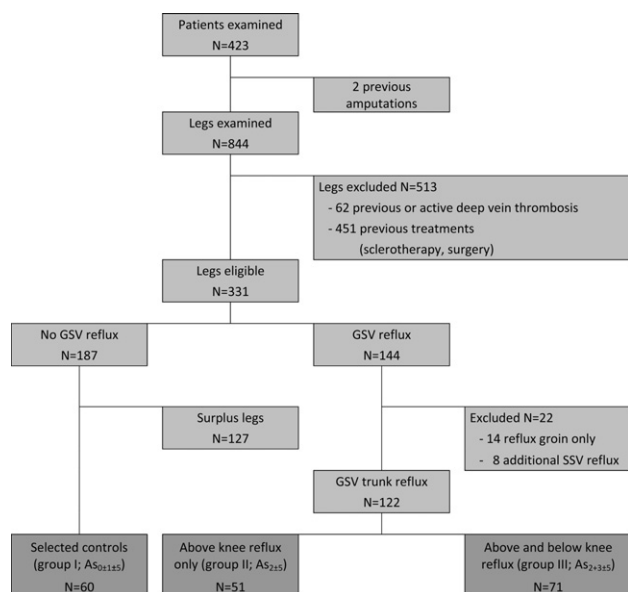 Patients examined
N=423
2 previous
amputations
Legs examined
N=844
Legs excluded N=513
- 62 previous or active deep vein thrombosis
- 451 previous treatments
(sclerotherapy, surgery)
Legs eligible
N=331
No GSV reflux
N=187
GSV reflux
N=144
Surplus legs
N=127
Excluded N=22
- 14 reflux groin only
- 8 additional SSV reflux
GSV trunk reflux
N=122
Selected controls
(group I; As0±1±5)
N=60
Above knee reflux
only (group II; As2±5)
N=51
Above and below knee
reflux (group III; As2+3±5)
N=71